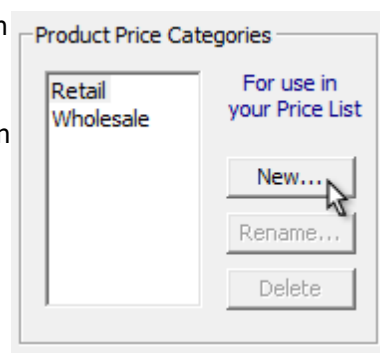 Product Price Categories
Retail
Wholesale
For use in
your Price List
New...
Rename...
Delete